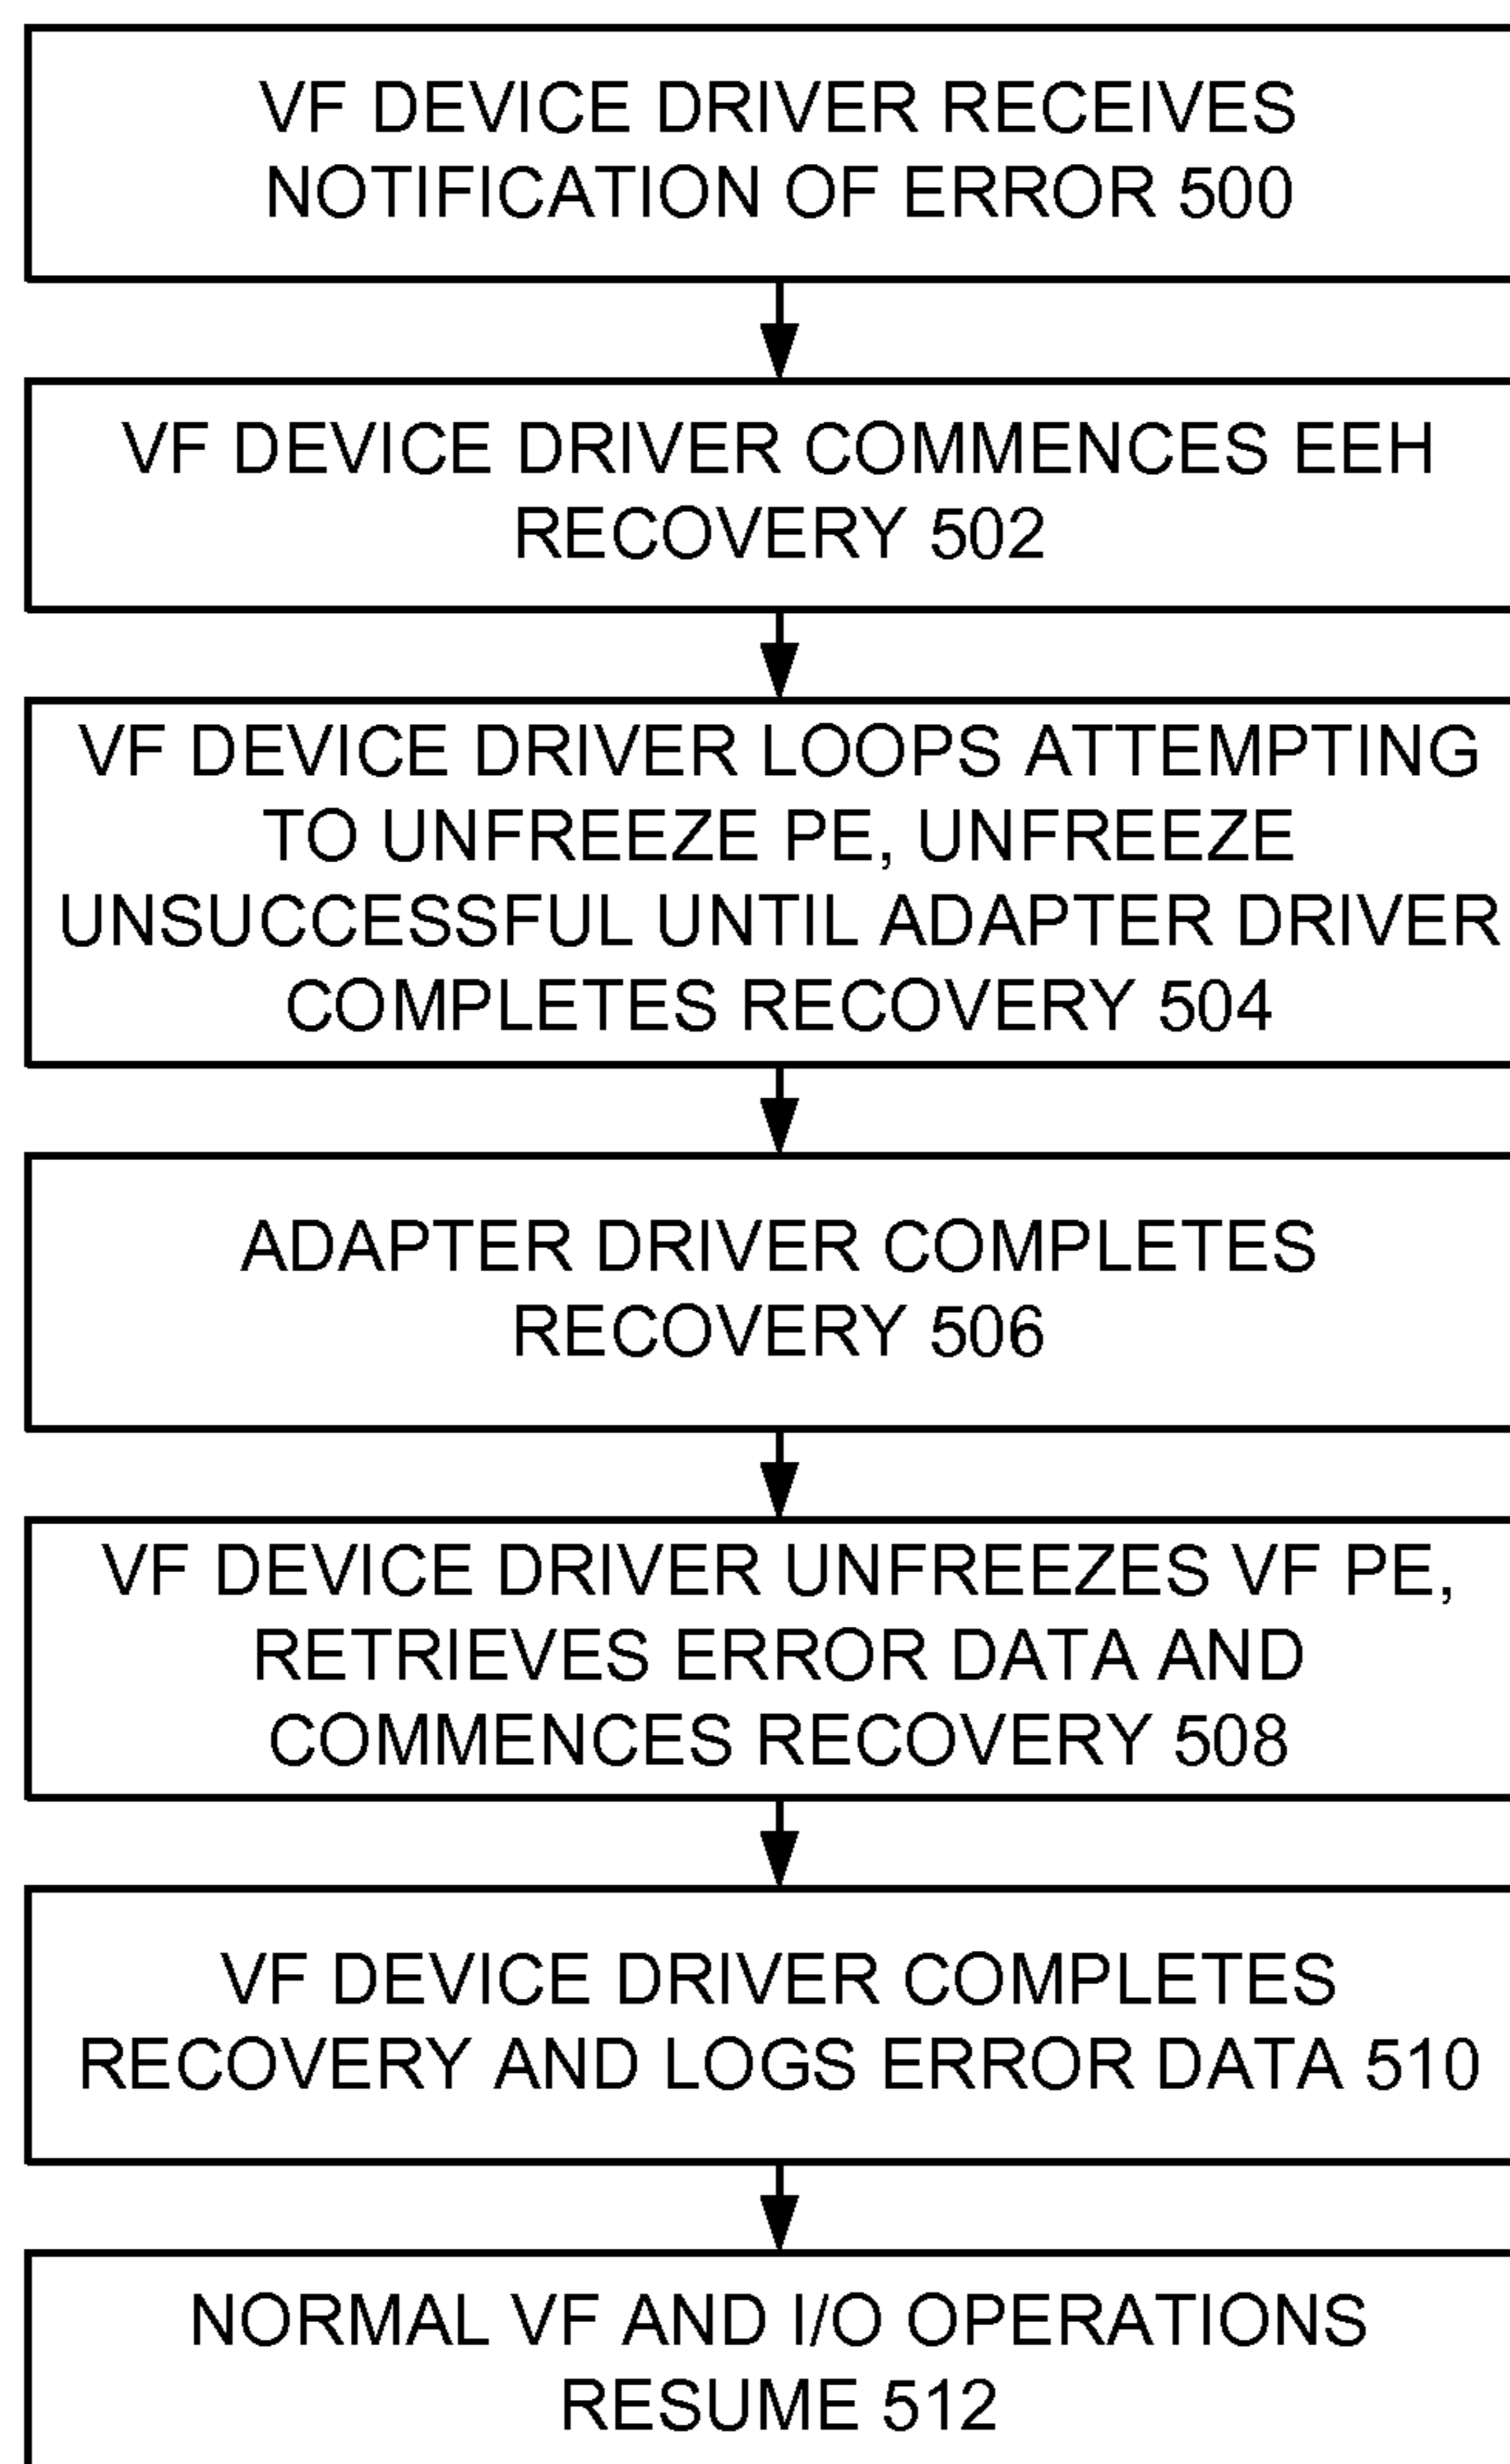 VF DEVICE DRIVER RECEIVES
NOTIFICATION OF ERROR 500
VF DEVICE DRIVER COMMENCES EEH
RECOVERY 502
VF DEVICE DRIVER LOOPS ATTEMPTING
TO UNFREEZE PE, UNFREEZE
UNSUCCESSFUL UNTIL ADAPTER DRIVER
COMPLETES RECOVERY 504
ADAPTER DRIVER COMPLETES
RECOVERY 506
VF DEVICE DRIVER UNFREEZES VF PE,
RETRIEVES ERROR DATA AND
COMMENCES RECOVERY 508
VF DEVICE DRIVER COMPLETES
RECOVERY AND LOGS ERROR DATA 510
NORMAL VF AND I/O OPERATIONS
RESUME 512